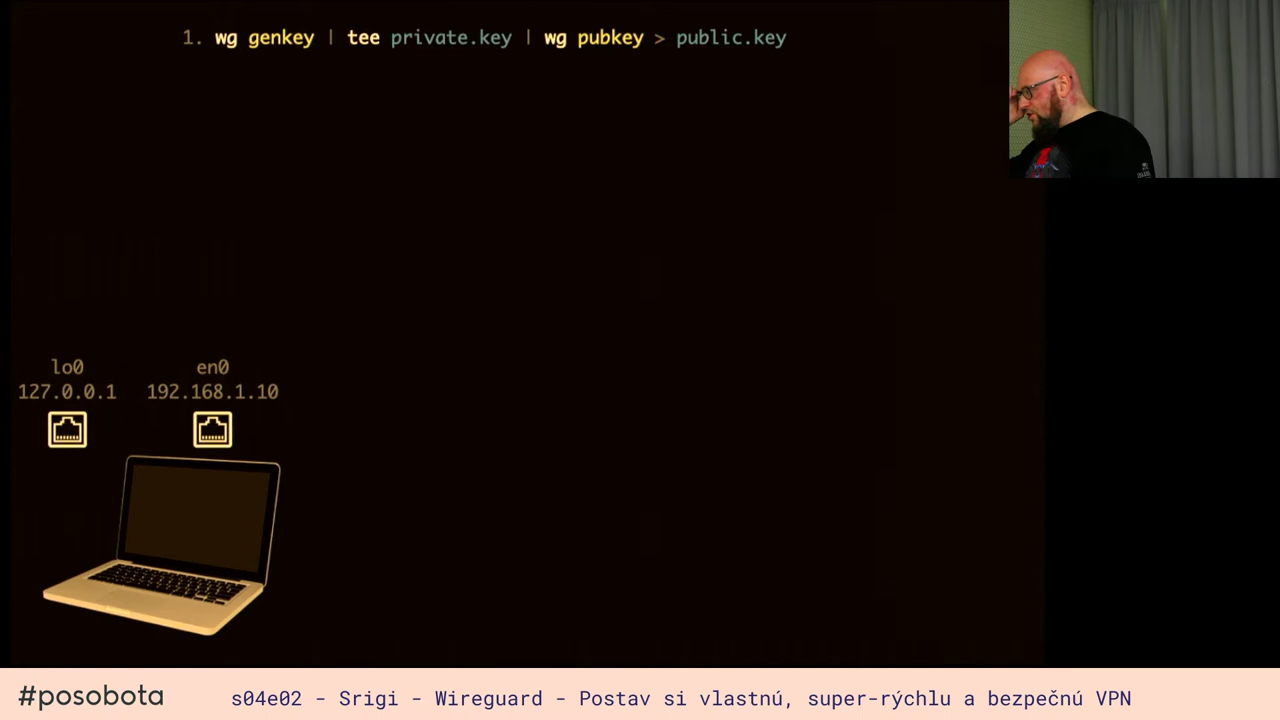 1. wg genkey | tee private.key | wg pubkey > public.key
lo0
127.0.0.1
en0
192.168.1.10
#posobota
s04e02 - Srigi - Wireguard - Postav si vlastnú, super-rýchlu a bezpečnú VPN